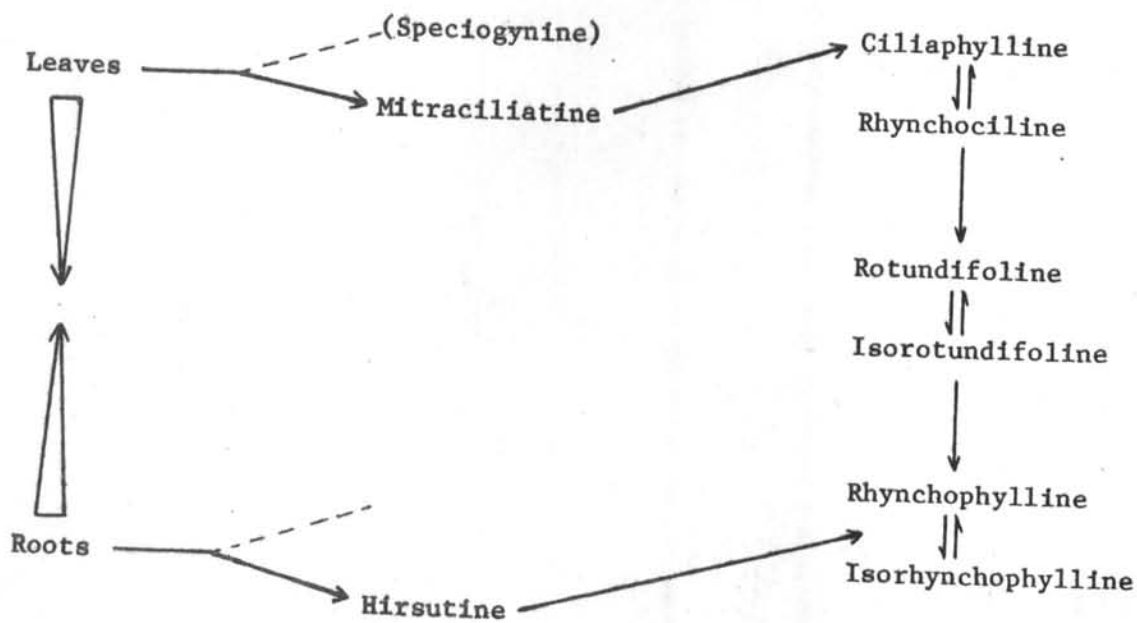 (Speciogynine)
Leaves
Mitraciliatine
Ciliaphylline
Rhynchociline
Rotundifoline
Isorotundifoline
Rhynchophylline
Isorhynchophylline
Roots
Hirsutine